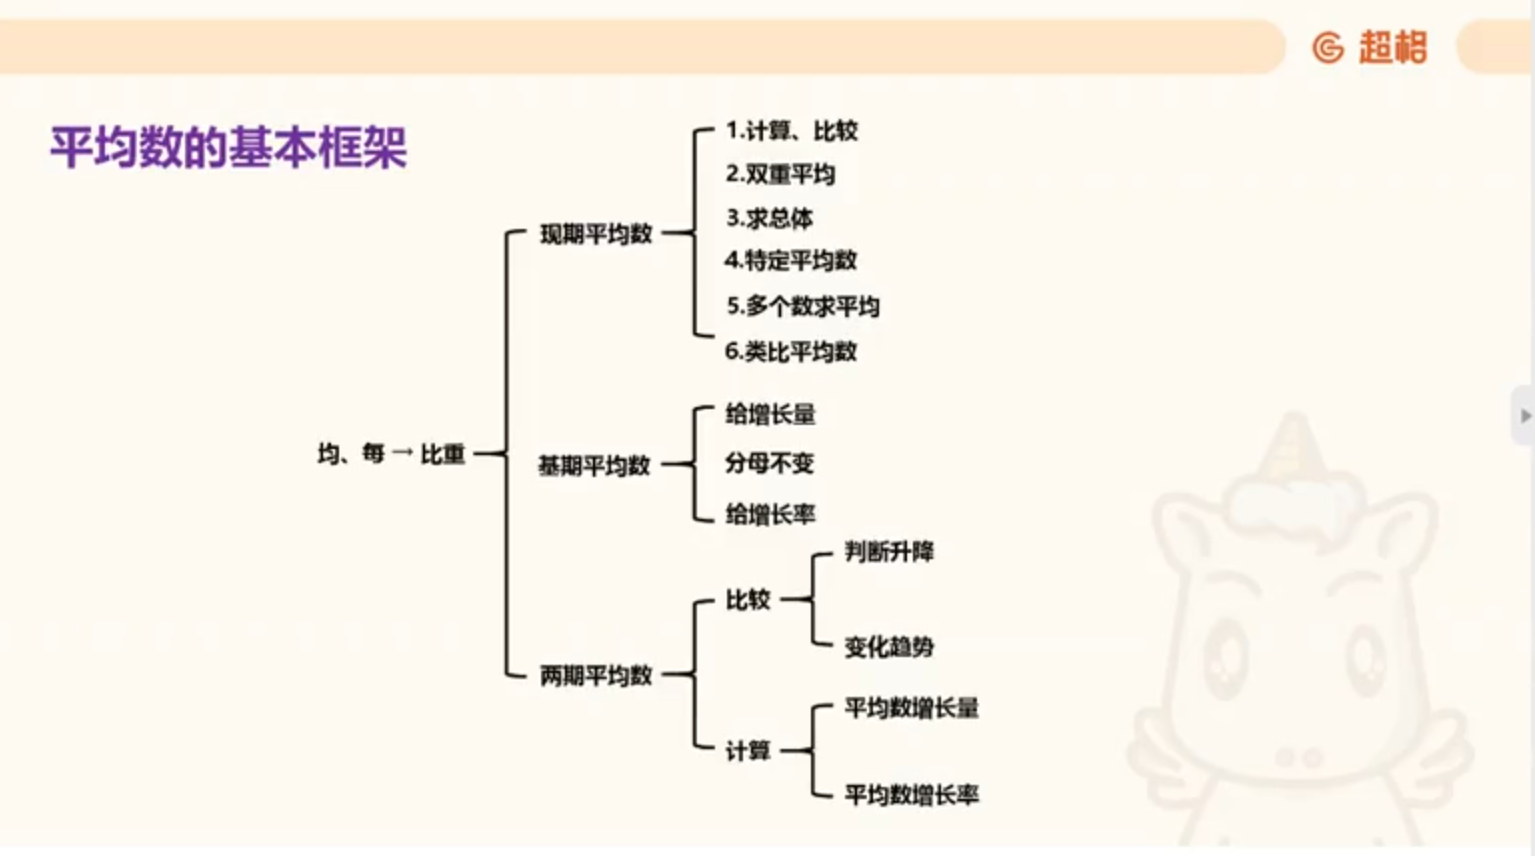 超格
平均数的基本框架
均、每→比重
现期平均数
1.计算、比较
2.双重平均
3.求总体
4.特定平均数
5.多个数求平均
6.类比平均数
基期平均数
给增长量
分母不变
给增长率
两期平均数
比较
判断升降
变化趋势
计算
平均数增长量
平均数增长率